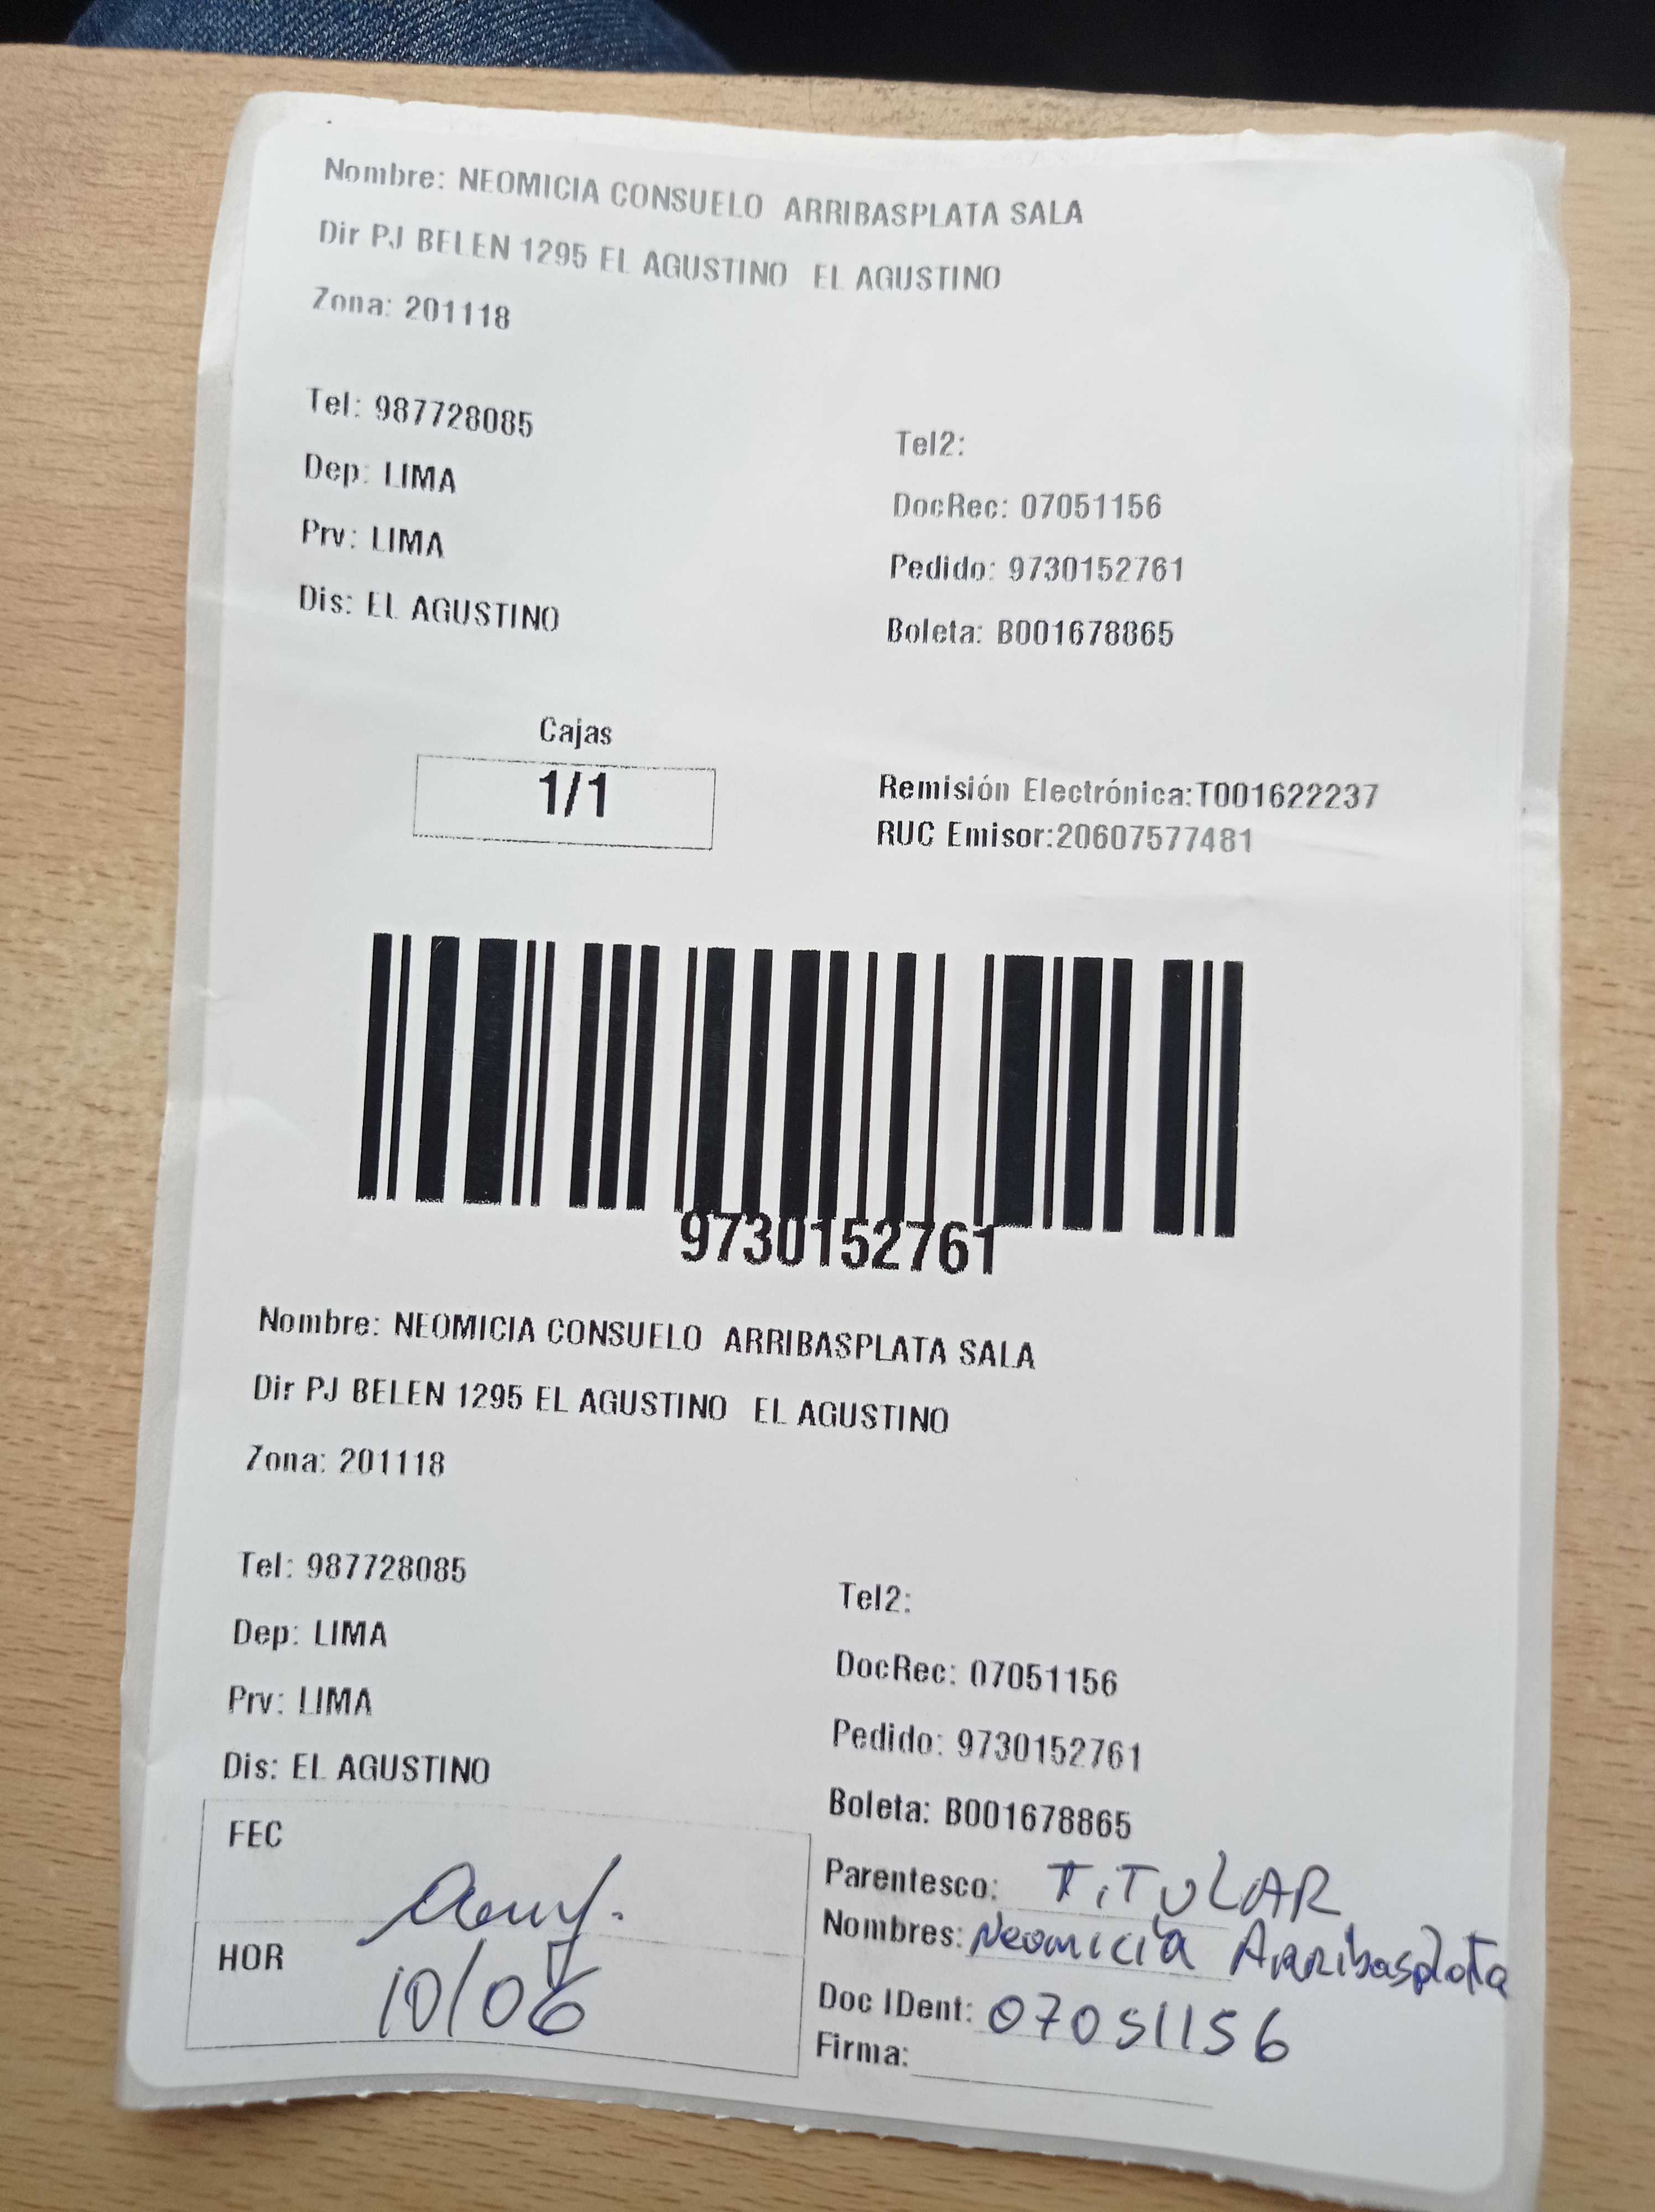 Nombre: NEOMICIA CONSUELO ARRIBASPLATA SALA
Dir PJ BELEN 1295 EL AGUSTINO EL AGUSTINO
Zona: 201118
Tel: 987728085
Tel2:
Dep: LIMA
DocRec: 07051156
Prv: LIMA
Pedido: 9730152761
Dis: EL AGUSTINO
Boleta: B001678865
Cajas
1/1
Remisión Electrónica:T001622237
RUC Emisor:20607577481
9730152761
Nombre: NEOMICIA CONSUELO ARRIBASPLATA SALA
Dir PJ BELEN 1295 EL AGUSTINO EL AGUSTINO
Zona: 201118
Tel: 987728085
Tel2:
Dep: LIMA
DocRec: 07051156
Prv: LIMA
Pedido: 9730152761
Dis: EL AGUSTINO
Boleta: B001678865
FEC
Parentesco: TiTULAR
Nombres: Neomicia Arribasplata
HOR
10/06
Doc IDent: 07051156
Firma: